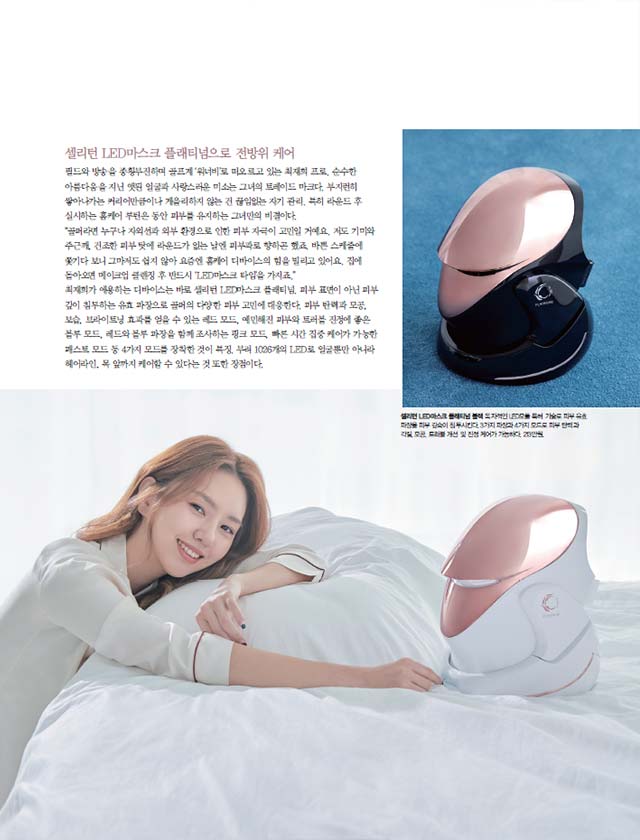 셀리턴 LED마스크 플래티넘으로 전방위 케어
필드와 방송을 종횡무진하며 골프계 '워너비'로 떠오르고 있는 최재희 프로. 순수한
아름다움을 지닌 앳된 얼굴과 사랑스러운 미소는 그녀의 트레이드 마크다. 부지런히
쌓아나가는 커리어만큼이나 게을리하지 않는 건 끊임없는 자기 관리. 특히 라운드 후
실시하는 홈케어 루틴은 동안 피부를 유지하는 그녀만의 비결이다.
"골퍼라면 누구나 자외선과 외부 환경으로 인한 피부 자극이 고민일 거예요. 저도 기미와
주근깨, 건조한 피부 탓에 라운드가 없는 날엔 피부과로 향하곤 했죠. 바쁜 스케줄에
쫓기다 보니 그마저도 쉽지 않아 요즘엔 홈케어 디바이스의 힘을 빌리고 있어요. 집에
돌아오면 메이크업 클렌징 후 반드시 'LED마스크 타임'을 가져요."
최재희가 애용하는 디바이스는 바로 셀리턴 LED마스크 플래티넘. 피부 표면이 아닌 피부
깊이 침투하는 유효 파장으로 골퍼의 다양한 피부 고민에 대응한다. 피부 탄력과 모공,
보습, 브라이트닝 효과를 얻을 수 있는 레드 모드, 예민해진 피부와 트러블 진정에 좋은
블루 모드, 레드와 블루 파장을 함께 조사하는 핑크 모드, 빠른 시간 집중 케어가 가능한
패스트 모드 등 4가지 모드를 장착한 것이 특징. 무려 1026개의 LED로 얼굴뿐만 아니라
헤어라인, 목 앞까지 케어할 수 있다는 것 또한 장점이다.
셀리턴 LED마스크 플래티넘 블랙 독자적인 LED모듈 특허 기술로 피부 유효
파장을 피부 깊숙이 침투시킨다. 3가지 파장과 4가지 모드로 피부 탄력과
각질, 모공, 트러블 개선 및 진정 케어가 가능하다.